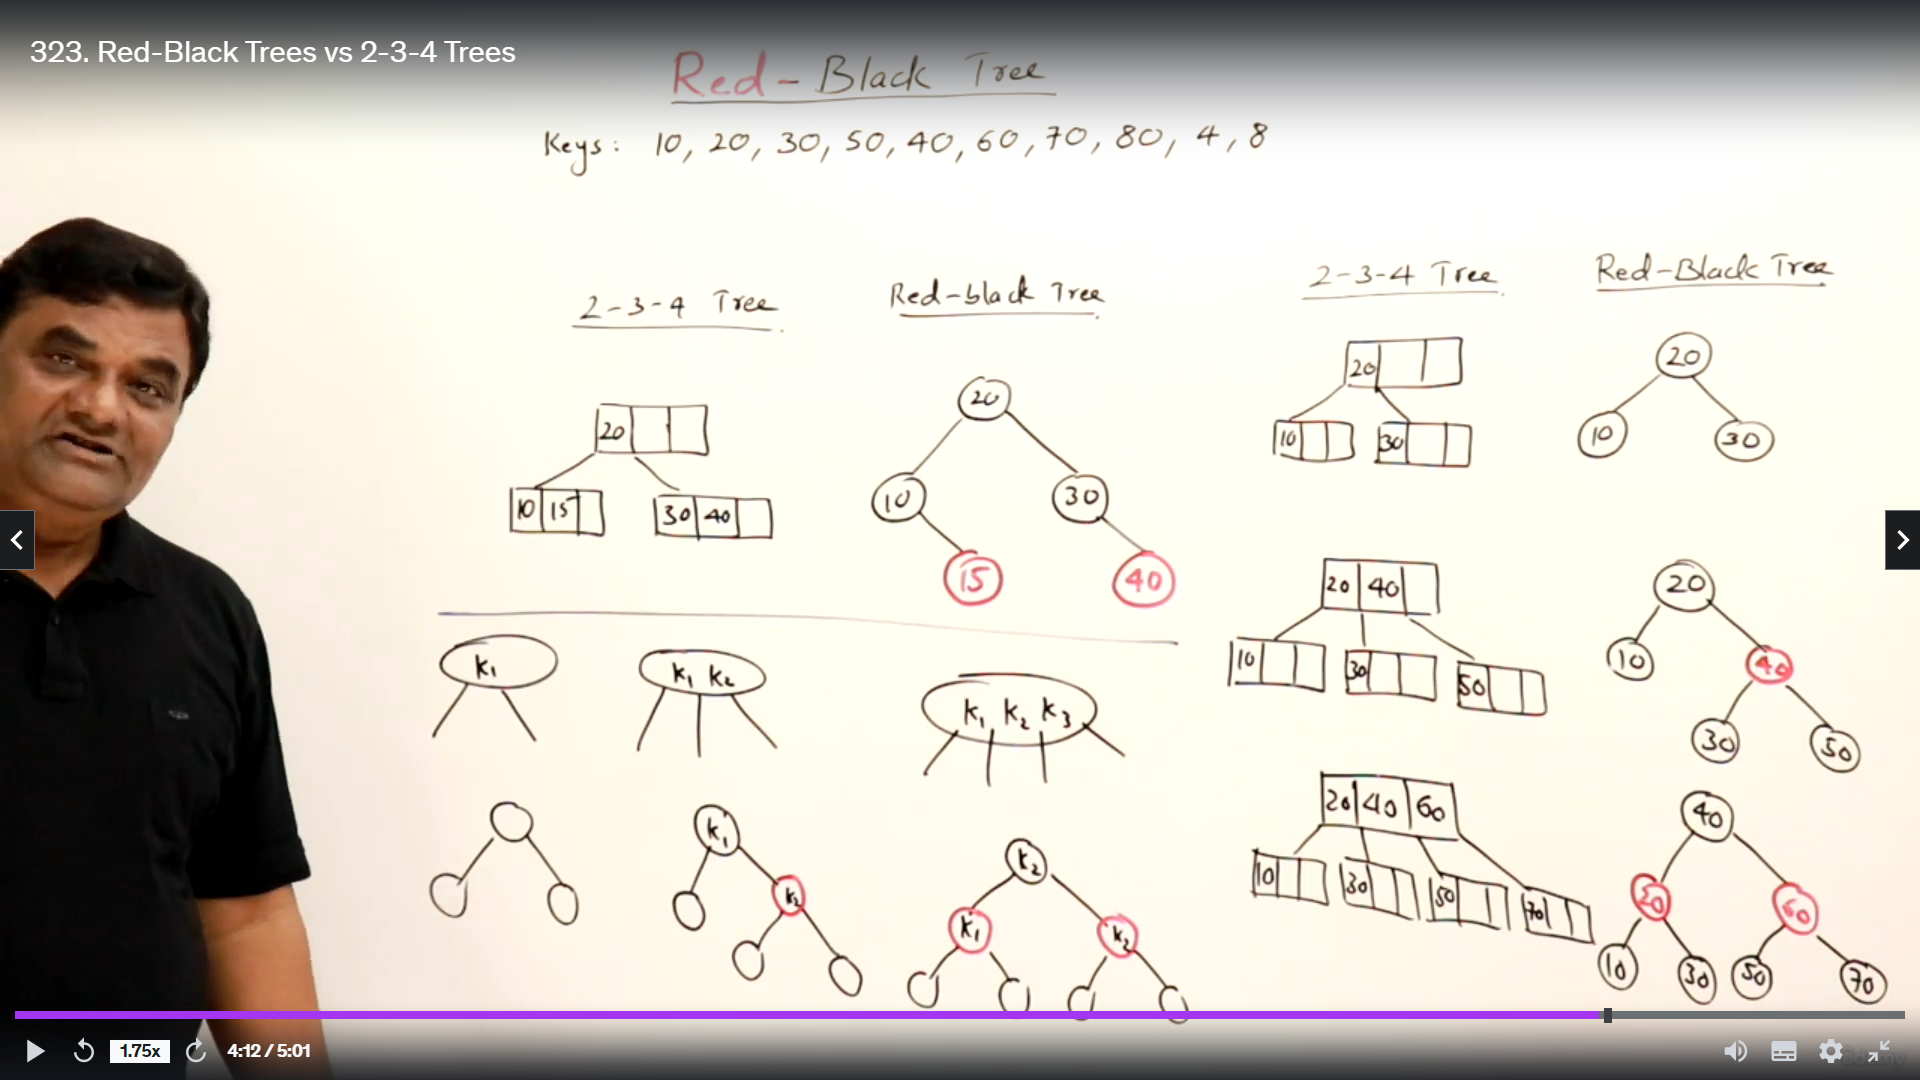 323. Red-Black Trees vs 2-3-4 Trees
Red - Black Tree
Keys: 10, 20, 30, 50, 40, 60, 70, 80, 4, 8
2-3-4 Tree
20
10 15
30 40
Red-black Tree
20
10 30
15 40
K1
K1 K2
K1 K2 K3
K1
K2
K2
K1 K2
2-3-4 Tree
20
10 30
20 40
10 30 50
20 40 60
10 30 50 70
Red-Black Tree
20
10 30
20
10 40
30 50
40
20 60
10 30 50 70
1.75x
4:12 / 5:01
udemy